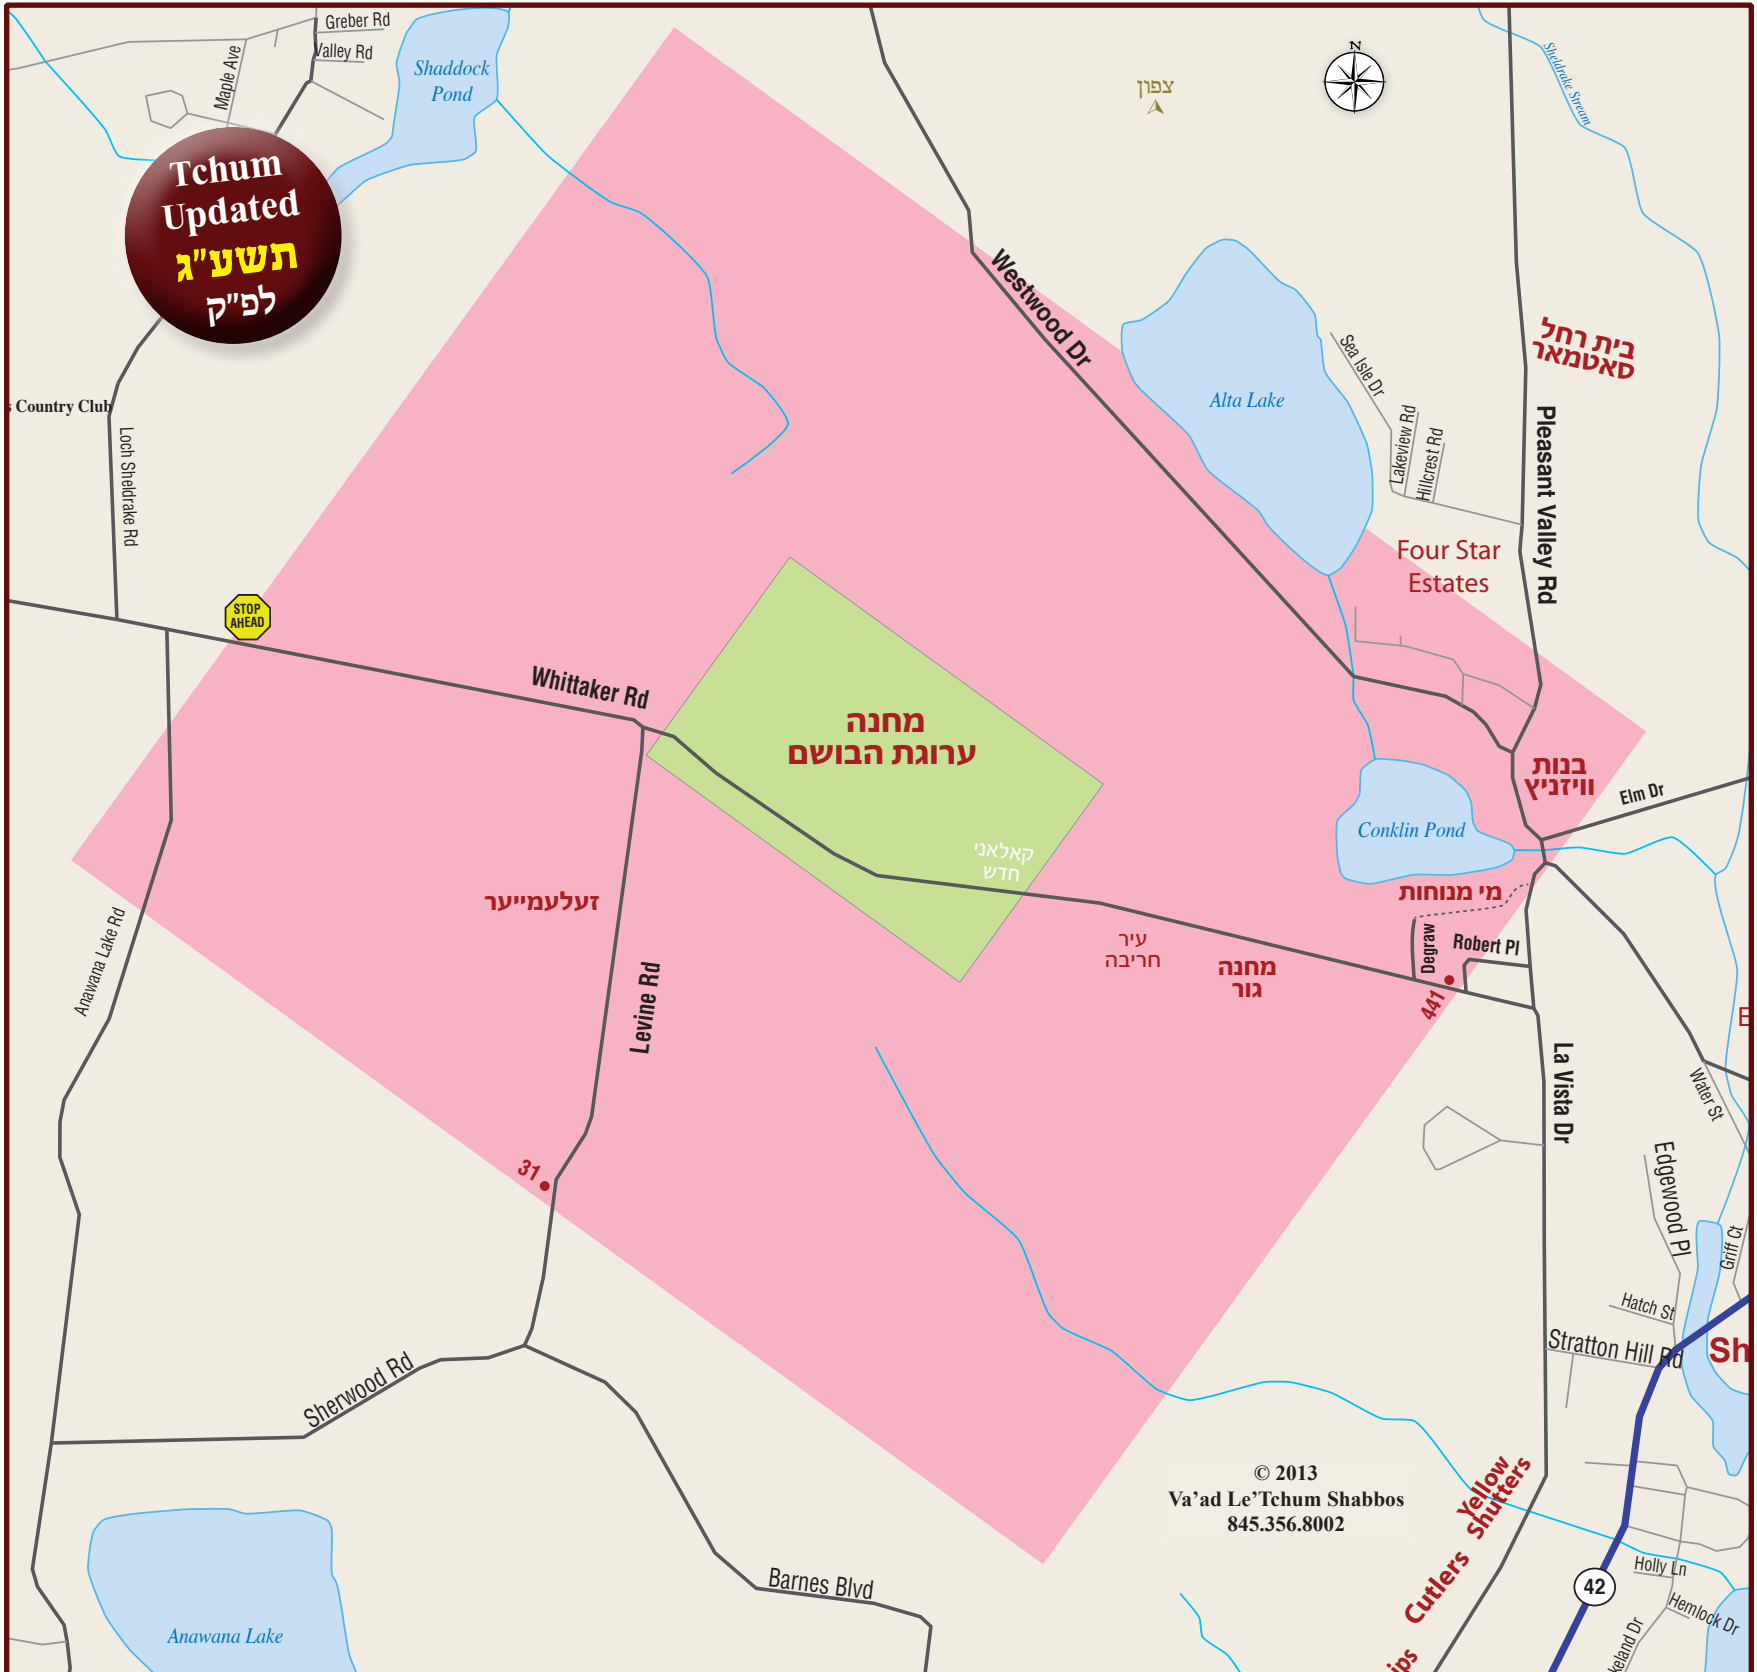 Greber Rd
Valley Rd
Maple Ave
Shaddock
Pond
צפון
N
Sheldrake Stream
Tchum
Updated
תשע"ג
לפ"ק
Westwood Dr
Alta Lake
Sea Isle Dr
Lakeview Rd
Hillcrest Rd
בית רחל
סאטמאר
Pleasant Valley Rd
s Country Club
Loch Sheldrake Rd
Four Star
Estates
STOP
AHEAD
Whittaker Rd
מחנה
ערוגת הבושם
בנות
וויזניץ
Elm Dr
Conklin Pond
קאלאני
חדש
זעלעמייער
מי מנוחות
Anawana Lake Rd
Levine Rd
עיר
חריבה
מחנה
גור
Degraw
Robert Pl
441
E
La Vista Dr
Water St
31
Edgewood Pl
Griff Ct
Hatch St
Stratton Hill Rd
Sh
Sherwood Rd
© 2013
Va'ad Le'Tchum Shabbos
845.356.8002
Yellow
Shutters
Cutlers
ips
42
Holly Ln
Hemlock Dr
keland Dr
Barnes Blvd
Anawana Lake